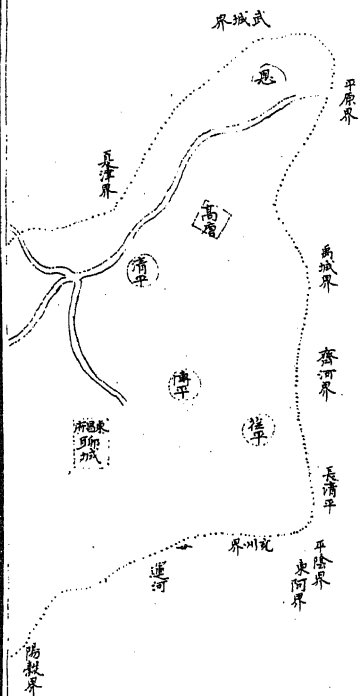 武城界
恩
平原界
夏津界
高唐
清平
禹城界
齊河界
博平
茌平
東昌府
聊城
長清平
平陰界
東阿界
兗州界
運河
陽穀界